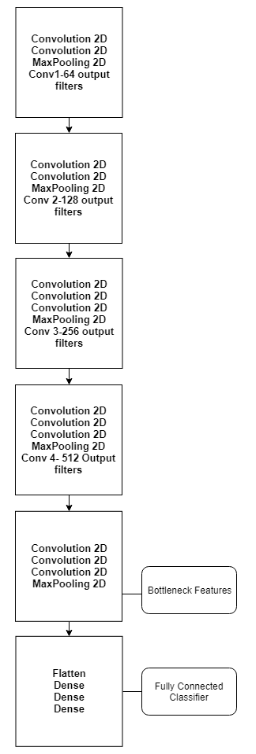 Convolution 2D
Convolution 2D
MaxPooling 2D
Conv1-64 output
filters
Convolution 2D
Convolution 2D
MaxPooling 2D
Conv 2-128 output
filters
Convolution 2D
Convolution 2D
Convolution 2D
MaxPooling 2D
Conv 3-256 output
filters
Convolution 2D
Convolution 2D
Convolution 2D
MaxPooling 2D
Conv 4- 512 Output
filters
Convolution 2D
Convolution 2D
Convolution 2D
MaxPooling 2D
Bottleneck Features
Flatten
Dense
Dense
Dense
Fully Connected
Classifier